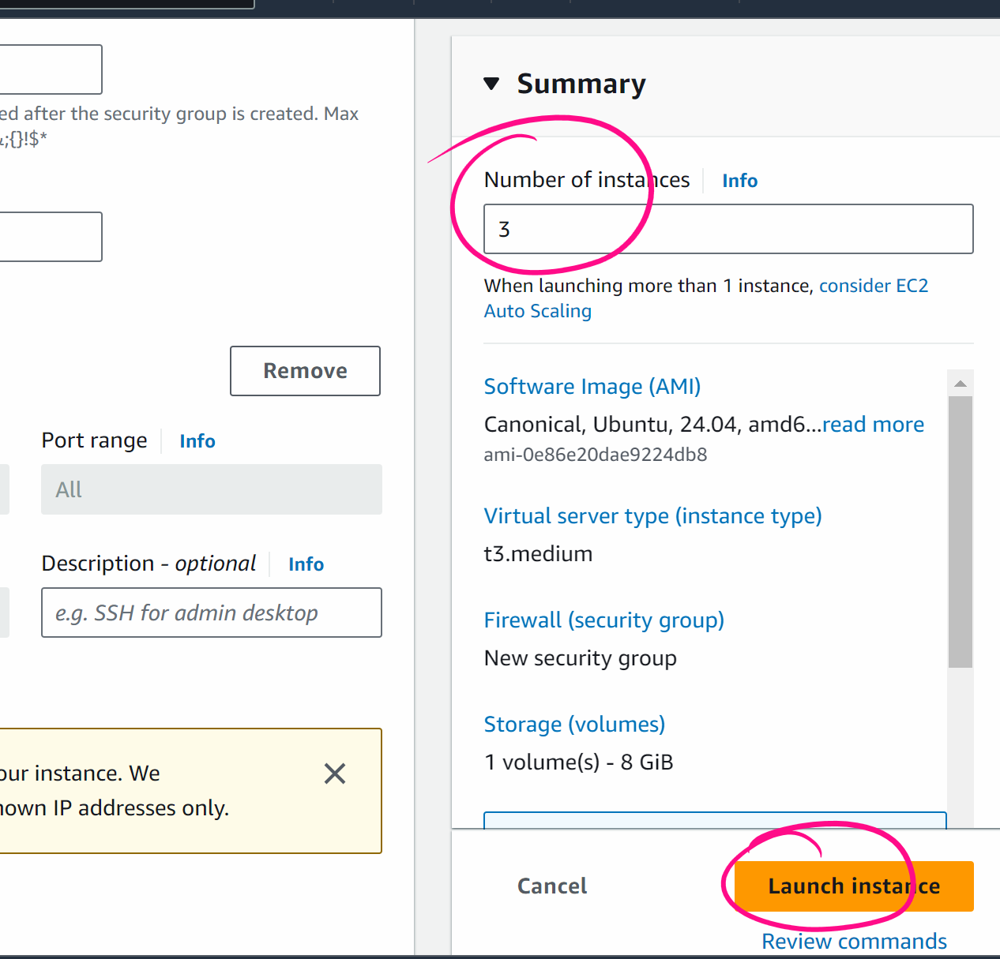 ed after the security group is created. Max
;{}!$*
Remove
Port range Info
All
Description - optional Info
e.g. SSH for admin desktop
our instance. We
nown IP addresses only.
Summary
Number of instances Info
3
When launching more than 1 instance, consider EC2
Auto Scaling
Software Image (AMI)
Canonical, Ubuntu, 24.04, amd6...read more
ami-0e86e20dae9224db8
Virtual server type (instance type)
t3.medium
Firewall (security group)
New security group
Storage (volumes)
1 volume(s) - 8 GiB
Cancel
Launch instance
Review commands